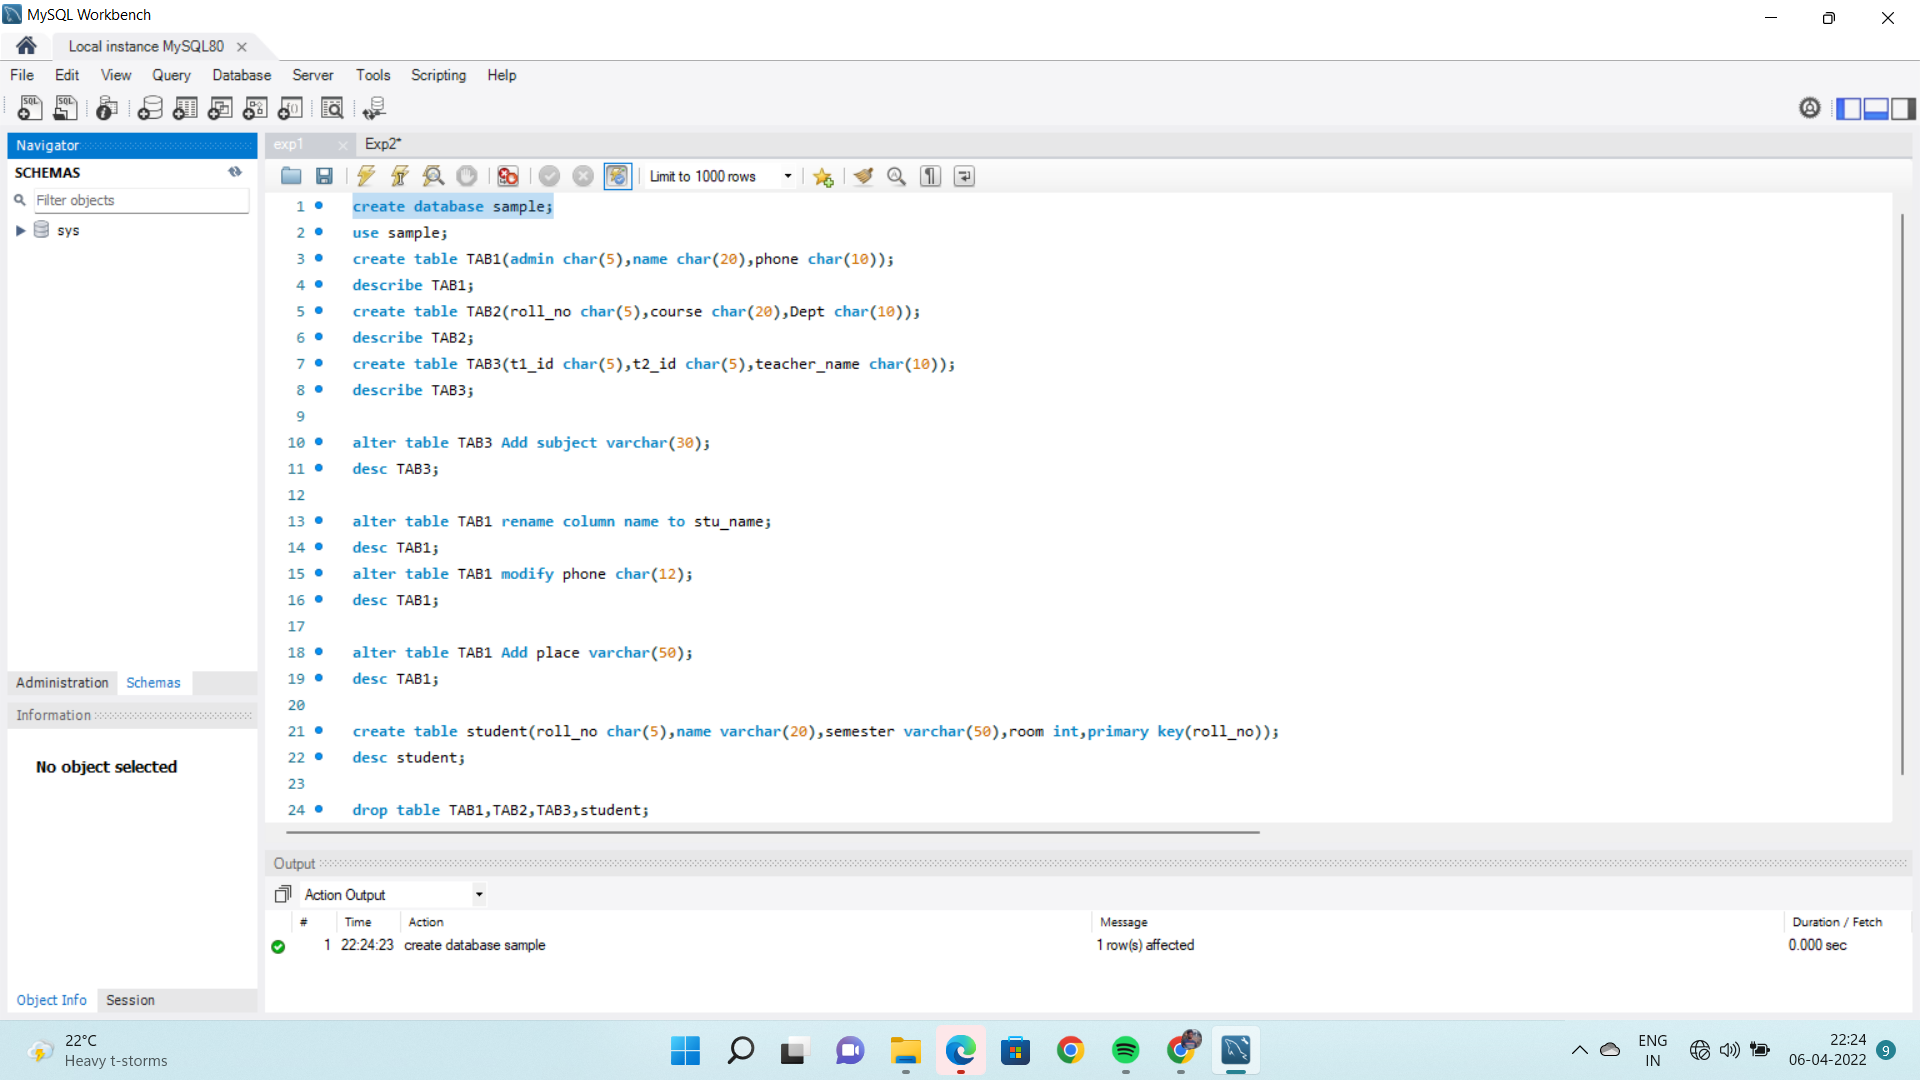 MySQL Workbench
Local instance MySQL80
File Edit View Query Database Server Tools Scripting Help
Navigator
SCHEMAS
Filter objects
sys
Administration Schemas
Information
No object selected
Object Info Session
exp1 Exp2*
Limit to 1000 rows
1 create database sample;
2 use sample;
3 create table TAB1(admin char(5),name char(20),phone char(10));
4 describe TAB1;
5 create table TAB2(roll_no char(5),course char(20),Dept char(10));
6 describe TAB2;
7 create table TAB3(t1_id char(5),t2_id char(5),teacher_name char(10));
8 describe TAB3;
9
10 alter table TAB3 Add subject varchar(30);
11 desc TAB3;
12
13 alter table TAB1 rename column name to stu_name;
14 desc TAB1;
15 alter table TAB1 modify phone char(12);
16 desc TAB1;
17
18 alter table TAB1 Add place varchar(50);
19 desc TAB1;
20
21 create table student(roll_no char(5),name varchar(20),semester varchar(50),room int,primary key(roll_no));
22 desc student;
23
24 drop table TAB1,TAB2,TAB3,student;
Output
Action Output
# Time Action Message Duration / Fetch
1 22:24:23 create database sample 1 row(s) affected 0.000 sec
22°C
Heavy t-storms
ENG
IN
22:24
06-04-2022
9